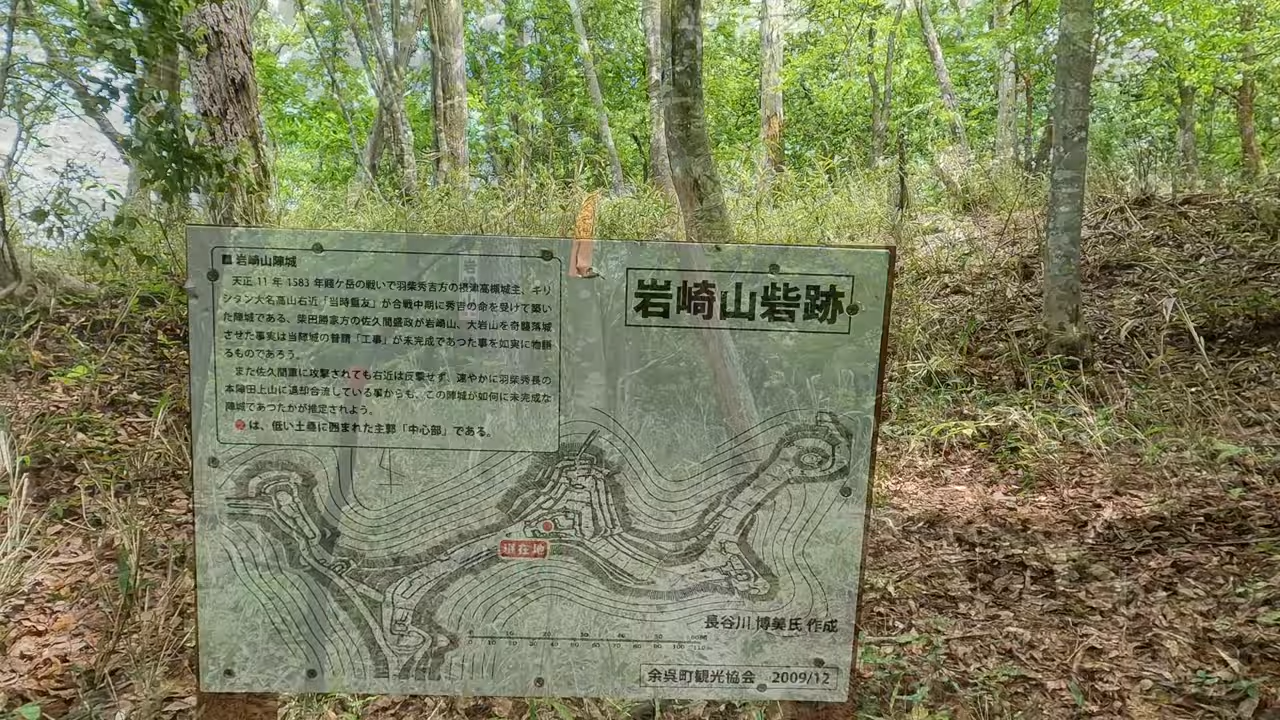 ■ 岩崎山陣城
天正 11 年 1583 年賤ケ岳の戦いで羽柴秀吉方の摂津高槻城主、キリ
シタン大名高山右近「当時重友」が合戦中期に秀吉の命を受けて築い
た陣城である、柴田勝家方の佐久間盛政が岩崎山、大岩山を奇襲落城
させた事実は当陣城の普請「工事」が未完成であつた事を如実に物語
るものであろう。
また佐久間軍に攻撃されても右近は反撃せず、速やかに羽柴秀長の
本陣田上山に退却合流している事からも、この陣城が如何に未完成な
陣城であつたかが推定されよう。
は、低い土塁に囲まれた主郭「中心部」である。
岩崎山砦跡
現在地
長谷川 博美氏 作成
余呉町観光協会 2009/12